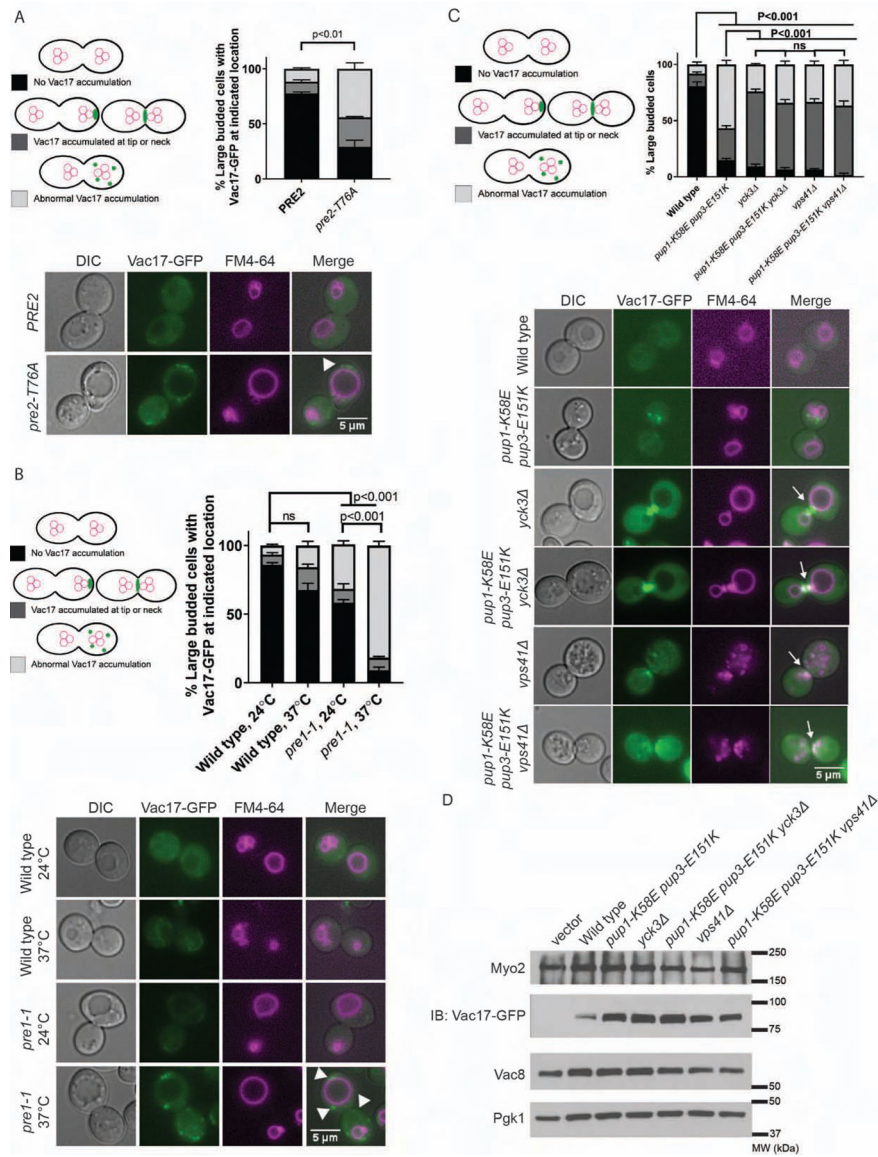 A
No Vac17 accumulation
Vac17 accumulated at tip or neck
Abnormal Vac17 accumulation
% Large budded cells with
Vac17-GFP at indicated location
p<0.01
100
50
0
PRE2
pre2-T76A
DIC Vac17-GFP FM4-64 Merge
PRE2
pre2-T76A
5 µm
B
No Vac17 accumulation
Vac17 accumulated at tip or neck
Abnormal Vac17 accumulation
% Large budded cells with
Vac17-GFP at indicated location
p<0.001
ns
p<0.001
100
50
0
Wild type, 24°C
Wild type, 37°C
pre1-1, 24°C
pre1-1, 37°C
DIC Vac17-GFP FM4-64 Merge
Wild type
24°C
Wild type
37°C
pre1-1
24°C
pre1-1
37°C
5 µm
C
No Vac17 accumulation
Vac17 accumulated at tip or neck
Abnormal Vac17 accumulation
% Large budded cells
P<0.001
P<0.001
ns
100
50
0
Wild type
pup1-K58E pup3-E151K
yck3Δ
pup1-K58E pup3-E151K yck3Δ
vps41Δ
pup1-K58E pup3-E151K vps41Δ
DIC Vac17-GFP FM4-64 Merge
Wild type
pup1-K58E
pup3-E151K
yck3Δ
pup1-K58E
pup3-E151K
yck3Δ
vps41Δ
pup1-K58E
pup3-E151K
vps41Δ
5 µm
D
vector
Wild type
pup1-K58E pup3-E151K
yck3Δ
pup1-K58E pup3-E151K yck3Δ
vps41Δ
pup1-K58E pup3-E151K vps41Δ
Myo2
250
150
IB: Vac17-GFP
100
75
Vac8
50
Pgk1
50
37
MW (kDa)